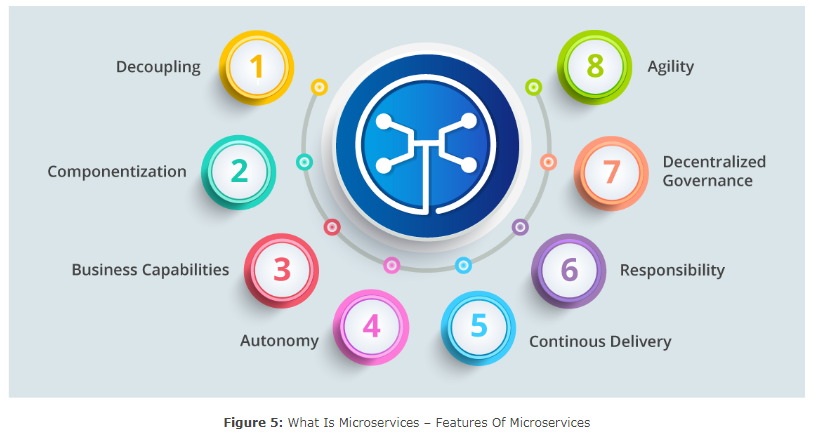 1
Decoupling
2
Componentization
3
Business Capabilities
4
Autonomy
5
Continous Delivery
6
Responsibility
7
Decentralized
Governance
8
Agility
Figure 5: What Is Microservices – Features Of Microservices